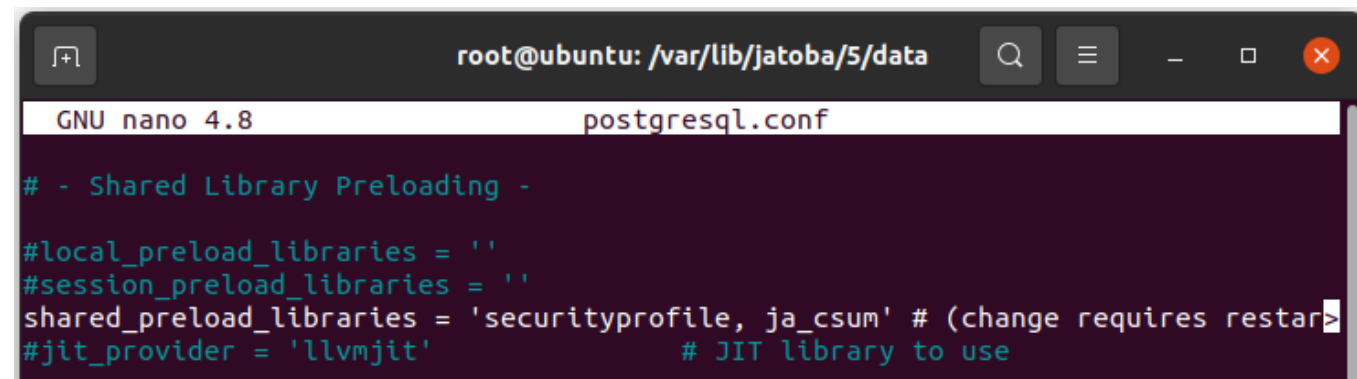 root@ubuntu: /var/lib/jatoba/5/data
GNU nano 4.8 postgresql.conf
# - Shared Library Preloading -
#local_preload_libraries = ''
#session_preload_libraries = ''
shared_preload_libraries = 'securityprofile, ja_csum' # (change requires restar>
#jit_provider = 'llvmjit' # JIT library to use